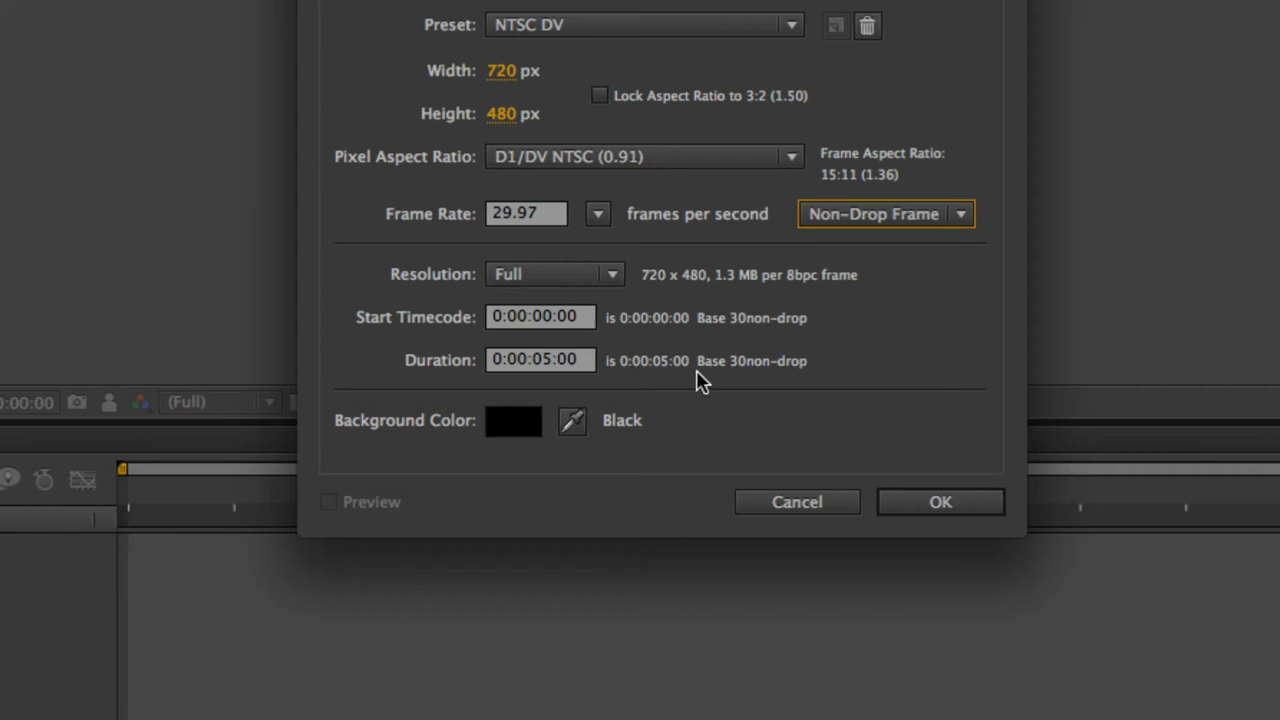 Preset: NTSC DV
Width: 720 px
Lock Aspect Ratio to 3:2 (1.50)
Height: 480 px
Pixel Aspect Ratio: D1/DV NTSC (0.91)
Frame Aspect Ratio:
15:11 (1.36)
Frame Rate: 29.97 frames per second Non-Drop Frame
Resolution: Full 720 x 480, 1.3 MB per 8bpc frame
Start Timecode: 0:00:00:00 is 0:00:00:00 Base 30non-drop
Duration: 0:00:05:00 is 0:00:05:00 Base 30non-drop
0:00:00 (Full)
Background Color: Black
Preview Cancel OK